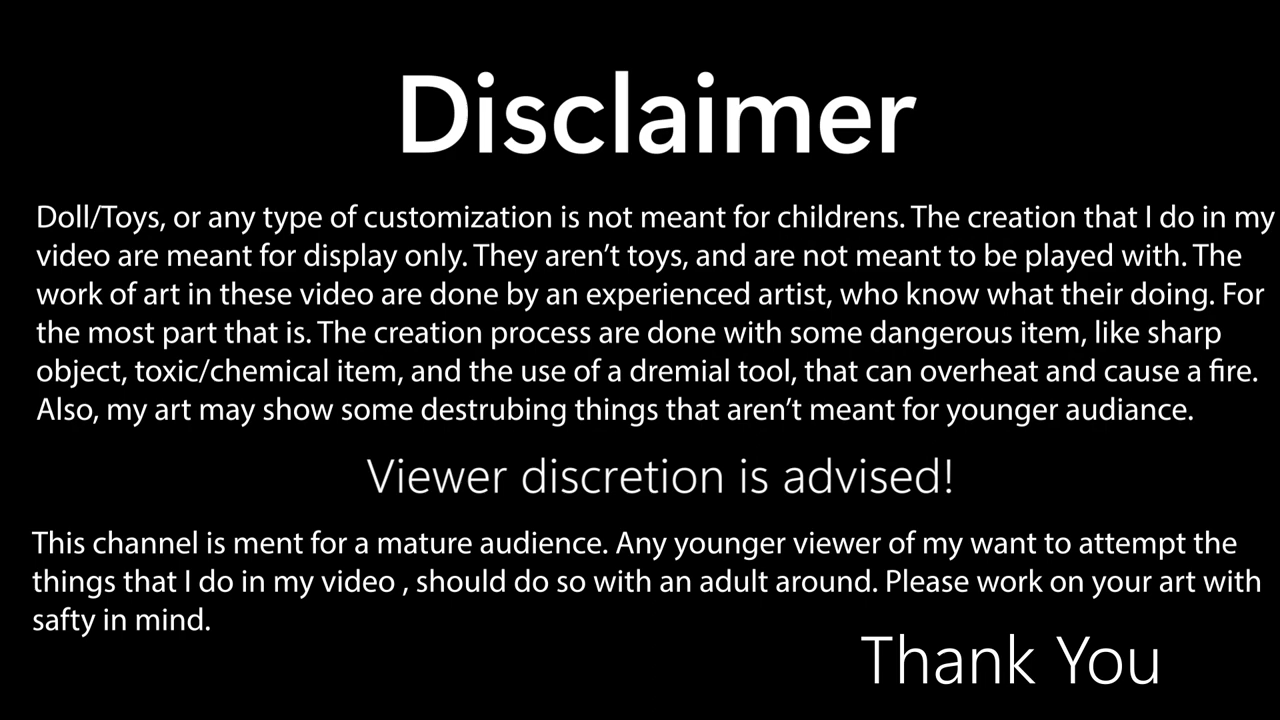 Disclaimer
Doll/Toys, or any type of customization is not meant for childrens. The creation that I do in my
video are meant for display only. They aren’t toys, and are not meant to be played with. The
work of art in these video are done by an experienced artist, who know what their doing. For
the most part that is. The creation process are done with some dangerous item, like sharp
object, toxic/chemical item, and the use of a dremial tool, that can overheat and cause a fire.
Also, my art may show some destrubing things that aren’t meant for younger audiance.
Viewer discretion is advised!
This channel is ment for a mature audience. Any younger viewer of my want to attempt the
things that I do in my video , should do so with an adult around. Please work on your art with
safty in mind.
Thank You